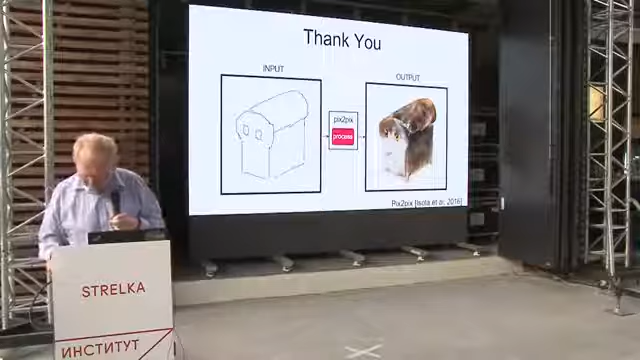 Thank You
INPUT
OUTPUT
pix2pix
process
Pix2pix [Isola et al, 2016]
STRELKA
ИНСТИТУТ